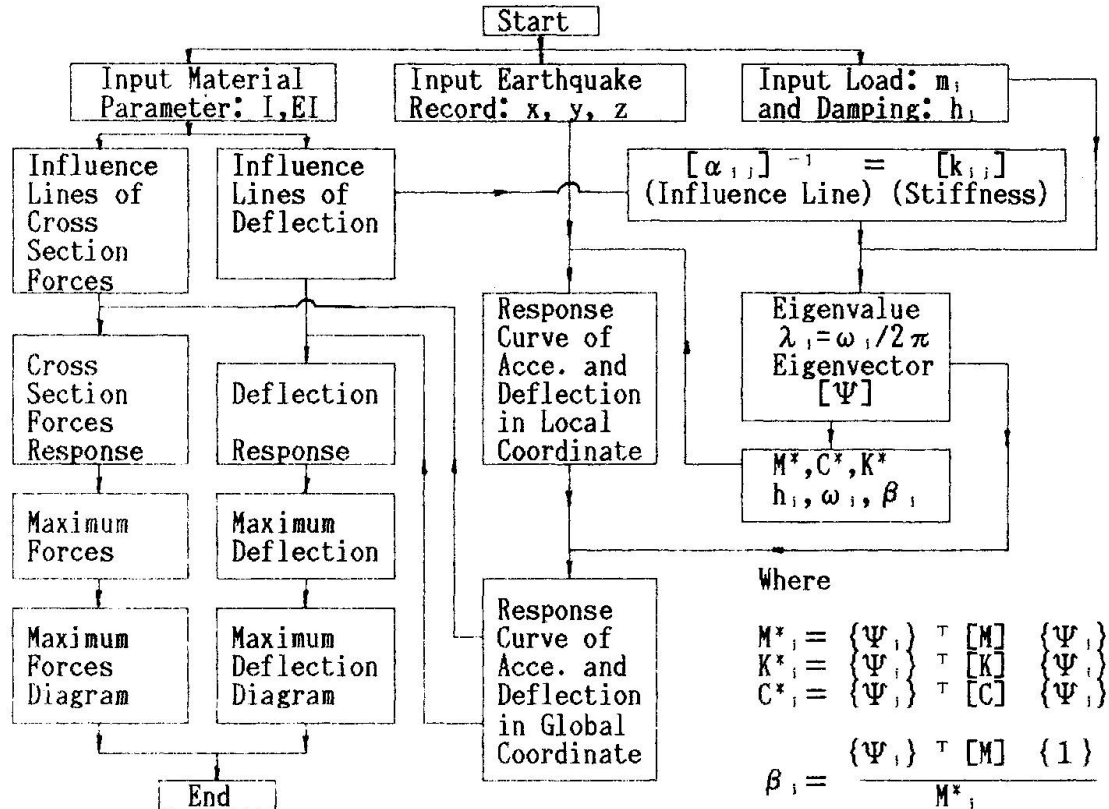 Start
Input Material
Parameter: I,EI
Input Earthquake
Record: x, y, z
Input Load: mᵢ
and Damping: hᵢ
Influence
Lines of
Cross
Section
Forces
Influence
Lines of
Deflection
[αᵢⱼ]⁻¹ = [kᵢⱼ]
(Influence Line) (Stiffness)
Response
Curve of
Acce. and
Deflection
in Local
Coordinate
Eigenvalue
λᵢ=ωᵢ/2π
Eigenvector
[Ψ]
Cross
Section
Forces
Response
Deflection
Response
M*,C*,K*
hᵢ,ωᵢ,βᵢ
Maximum
Forces
Maximum
Deflection
Maximum
Forces
Diagram
Maximum
Deflection
Diagram
Response
Curve of
Acce. and
Deflection
in Global
Coordinate
End
Where
M*ᵢ= {Ψᵢ}ᵀ [M] {Ψᵢ}
K*ᵢ= {Ψᵢ}ᵀ [K] {Ψᵢ}
C*ᵢ= {Ψᵢ}ᵀ [C] {Ψᵢ}
{Ψᵢ}ᵀ [M] {1}
βᵢ=
M*ᵢ